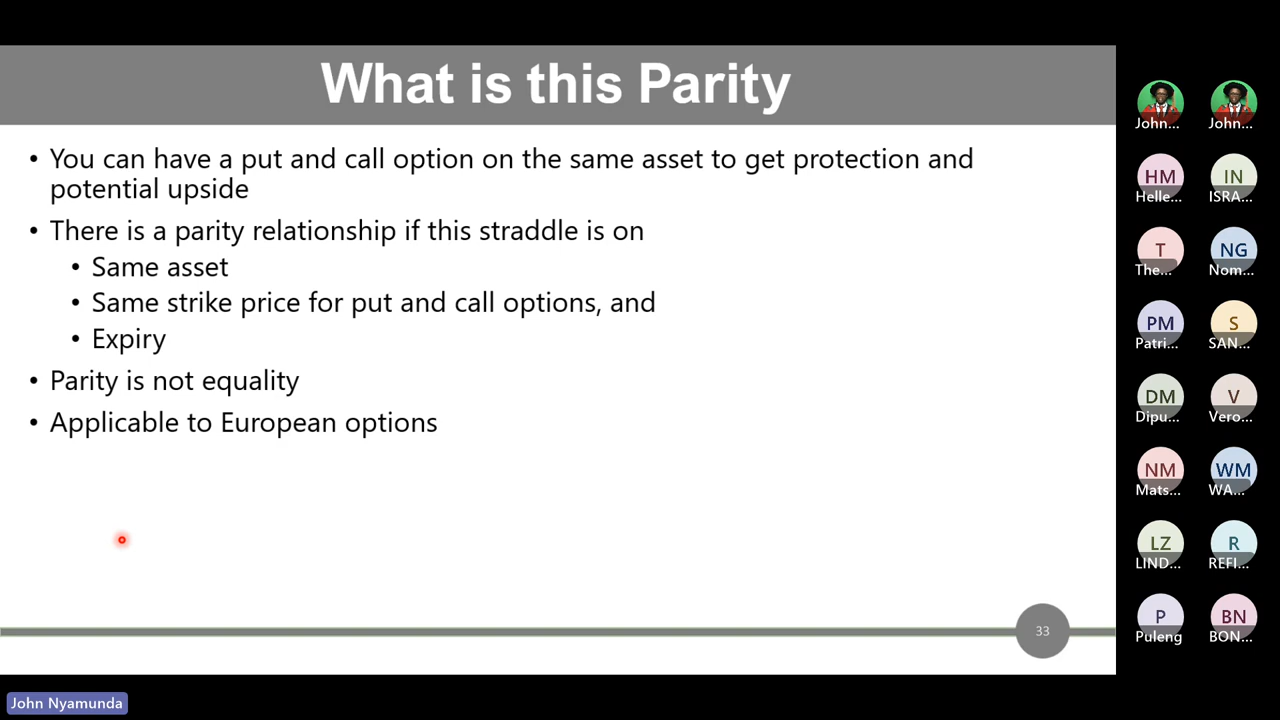 What is this Parity
• You can have a put and call option on the same asset to get protection and
potential upside
• There is a parity relationship if this straddle is on
• Same asset
• Same strike price for put and call options, and
• Expiry
• Parity is not equality
• Applicable to European options
33
John... John...
HM IN
Helle... ISRA...
T NG
The... Nom...
PM S
Patri... SAN...
DM V
Dipu... Vero...
NM WM
Mats... WA...
LZ R
LIND... REFI...
P BN
Puleng BON...
John Nyamunda